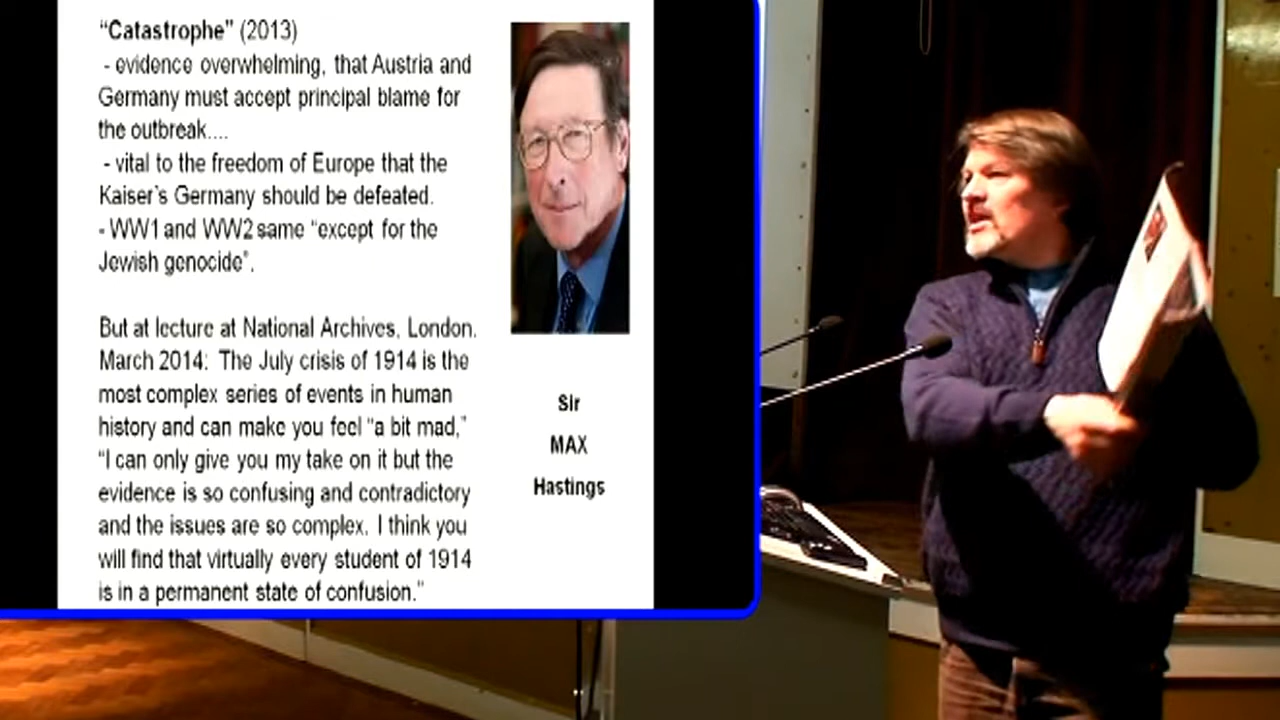 “Catastrophe” (2013)
- evidence overwhelming, that Austria and
Germany must accept principal blame for
the outbreak....
- vital to the freedom of Europe that the
Kaiser’s Germany should be defeated.
- WW1 and WW2 same “except for the
Jewish genocide”.
But at lecture at National Archives, London.
March 2014: The July crisis of 1914 is the
most complex series of events in human
history and can make you feel “a bit mad,”
“I can only give you my take on it but the
evidence is so confusing and contradictory
and the issues are so complex. I think you
will find that virtually every student of 1914
is in a permanent state of confusion.”
Sir
MAX
Hastings